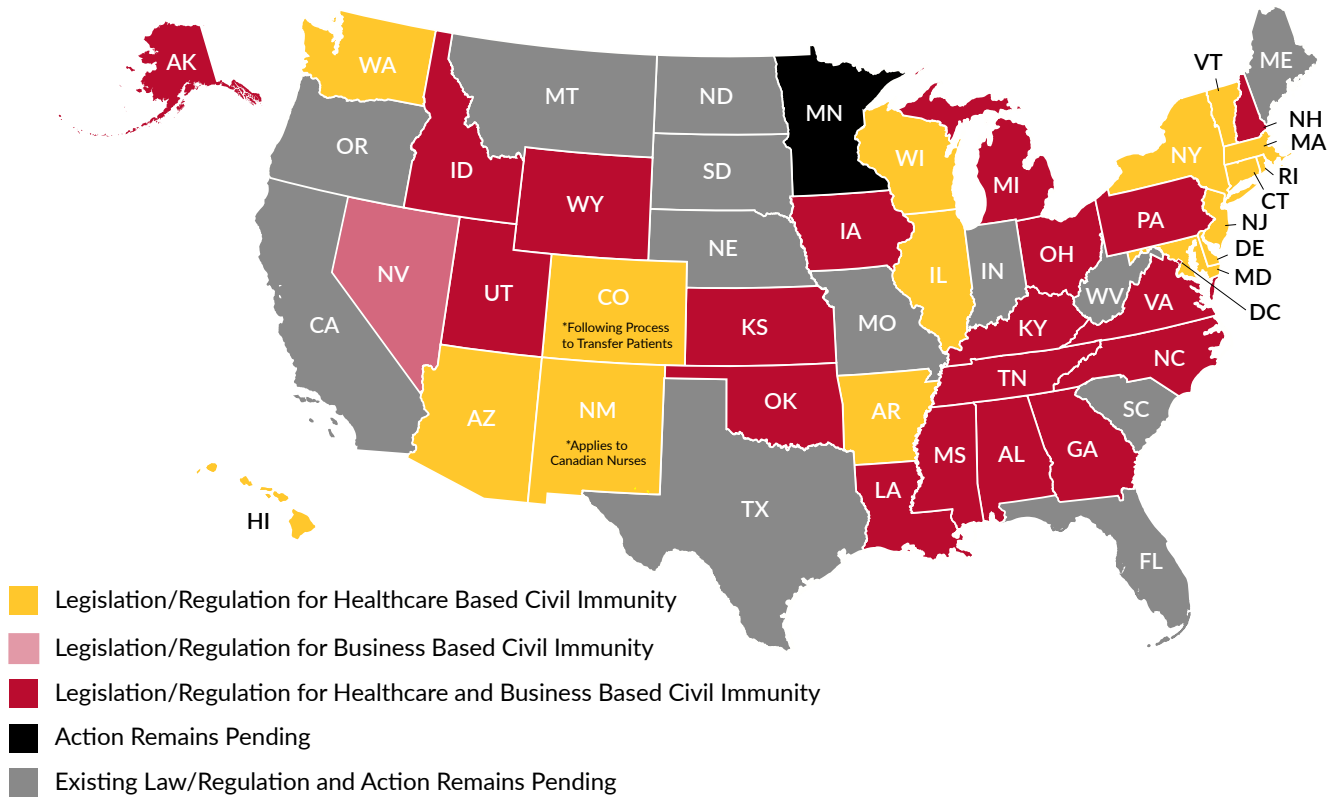 AK
WA
MT
ND
MN
VT
ME
NH
MA
OR
ID
SD
WI
NY
MI
RI
CT
WY
IA
PA
NJ
NE
OH
DE
NV
IL
IN
MD
UT
CO
WV
VA
DC
*Following Process
to Transfer Patients
CA
KS
MO
KY
NC
TN
AZ
NM
OK
AR
SC
*Applies to
Canadian Nurses
MS
AL
GA
LA
TX
HI
FL
Legislation/Regulation for Healthcare Based Civil Immunity
Legislation/Regulation for Business Based Civil Immunity
Legislation/Regulation for Healthcare and Business Based Civil Immunity
Action Remains Pending
Existing Law/Regulation and Action Remains Pending